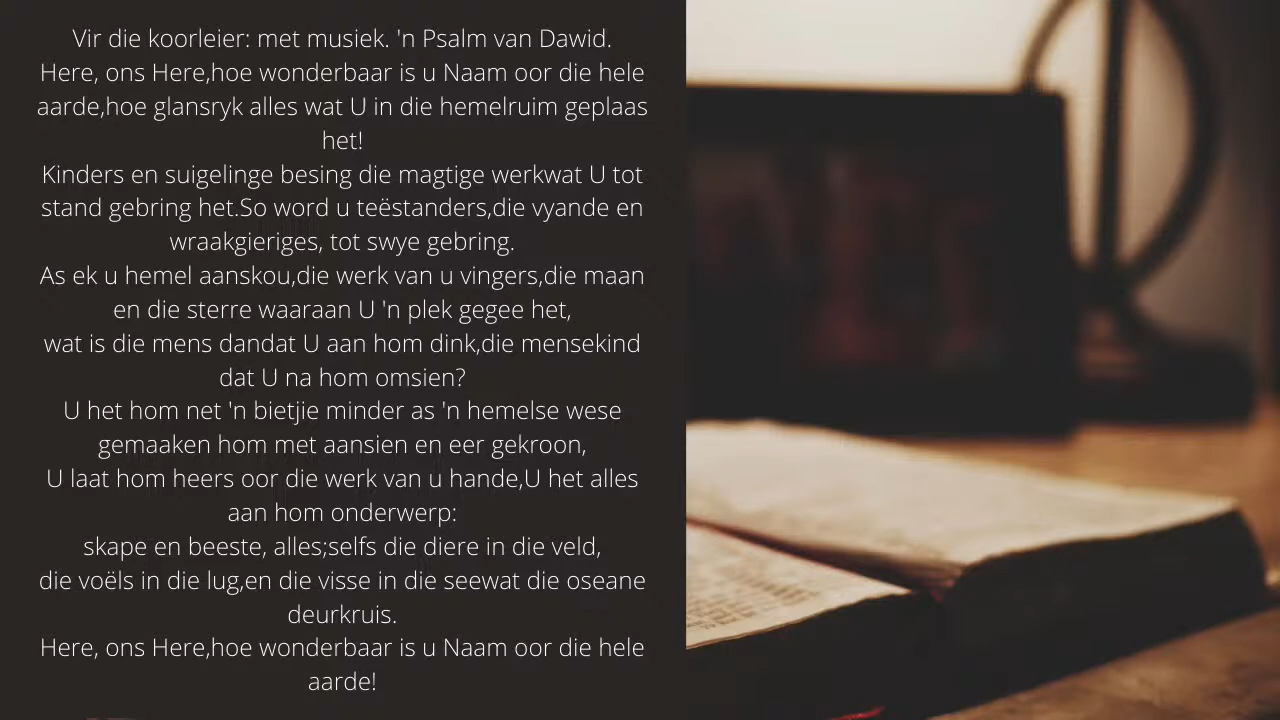 Vir die koorleier: met musiek. 'n Psalm van Dawid.
Here, ons Here,hoe wonderbaar is u Naam oor die hele
aarde,hoe glansryk alles wat U in die hemelruim geplaas
het!
Kinders en suigelinge besing die magtige werkwat U tot
stand gebring het.So word u teëstanders,die vyande en
wraakgieriges, tot swye gebring.
As ek u hemel aanskou,die werk van u vingers,die maan
en die sterre waaraan U 'n plek gegee het,
wat is die mens dandat U aan hom dink,die mensekind
dat U na hom omsien?
U het hom net 'n bietjie minder as 'n hemelse wese
gemaaken hom met aansien en eer gekroon,
U laat hom heers oor die werk van u hande,U het alles
aan hom onderwerp:
skape en beeste, alles;selfs die diere in die veld,
die voëls in die lug,en die visse in die seewat die oseane
deurkruis.
Here, ons Here,hoe wonderbaar is u Naam oor die hele
aarde!